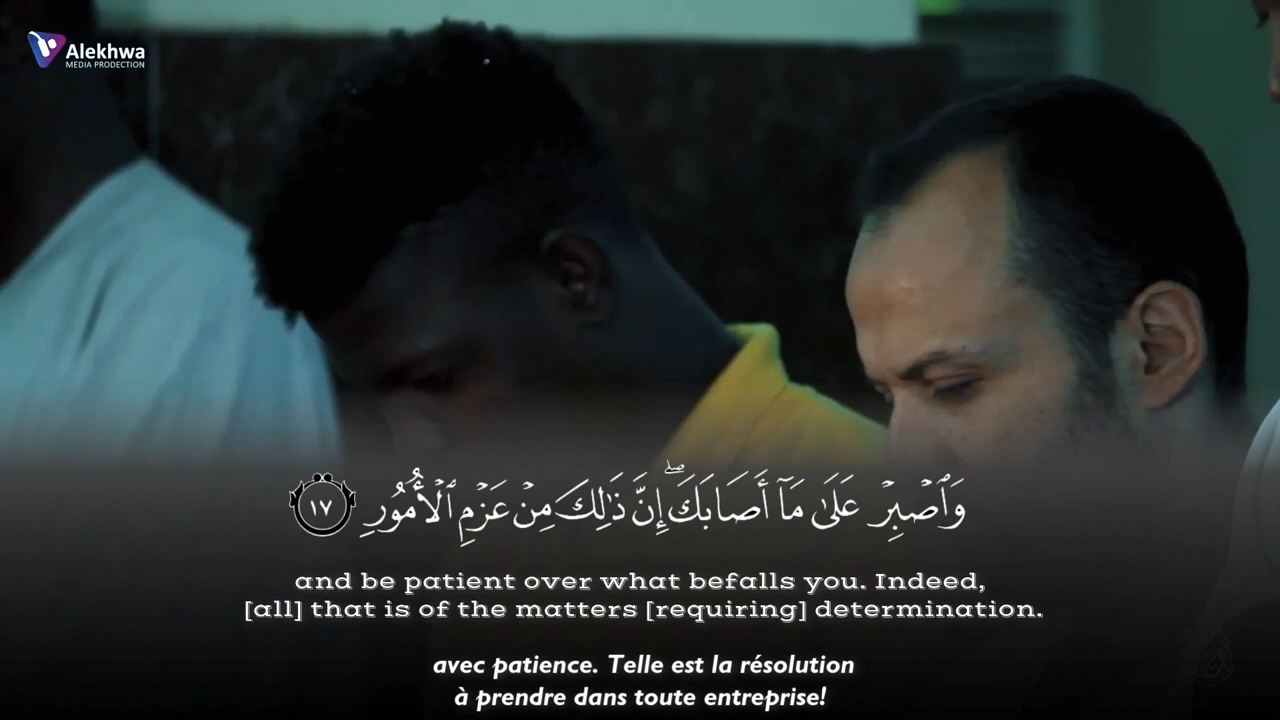 Alekhwa
MEDIA PRODECTION
وَٱصْبِرْ عَلَىٰ مَآ أَصَابَكَ ۖ إِنَّ ذَٰلِكَ مِنْ عَزْمِ ٱلْأُمُورِ ١٧
and be patient over what befalls you. Indeed,
[all] that is of the matters [requiring] determination.
avec patience. Telle est la résolution
à prendre dans toute entreprise!